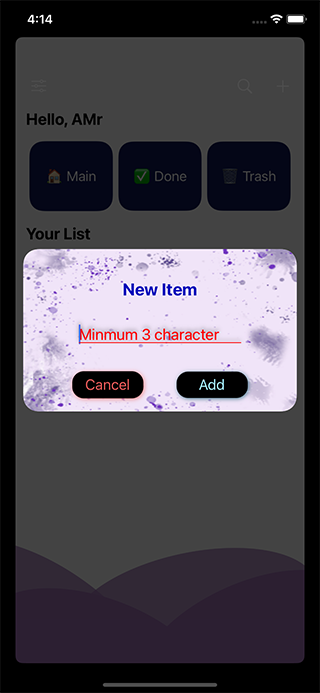 4:14
Hello, AMr
🏠 Main ✅ Done 🗑️ Trash
Your List
New Item
Minmum 3 character
Cancel Add